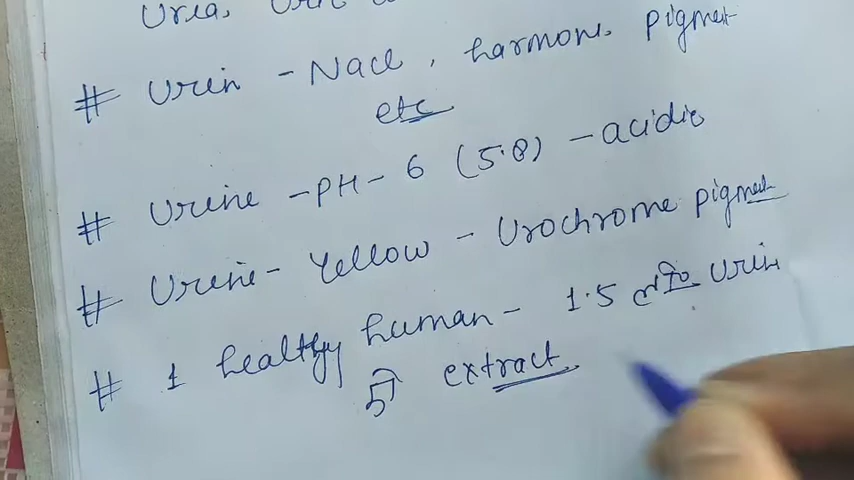 Urea,
# Urin - Nacl, harmone. pigment
etc
# Urine - PH - 6 (5.8) - acidic
# Urine - Yellow - Urochrome pigment
# 1 healthy human - 1.5 Urine
extract